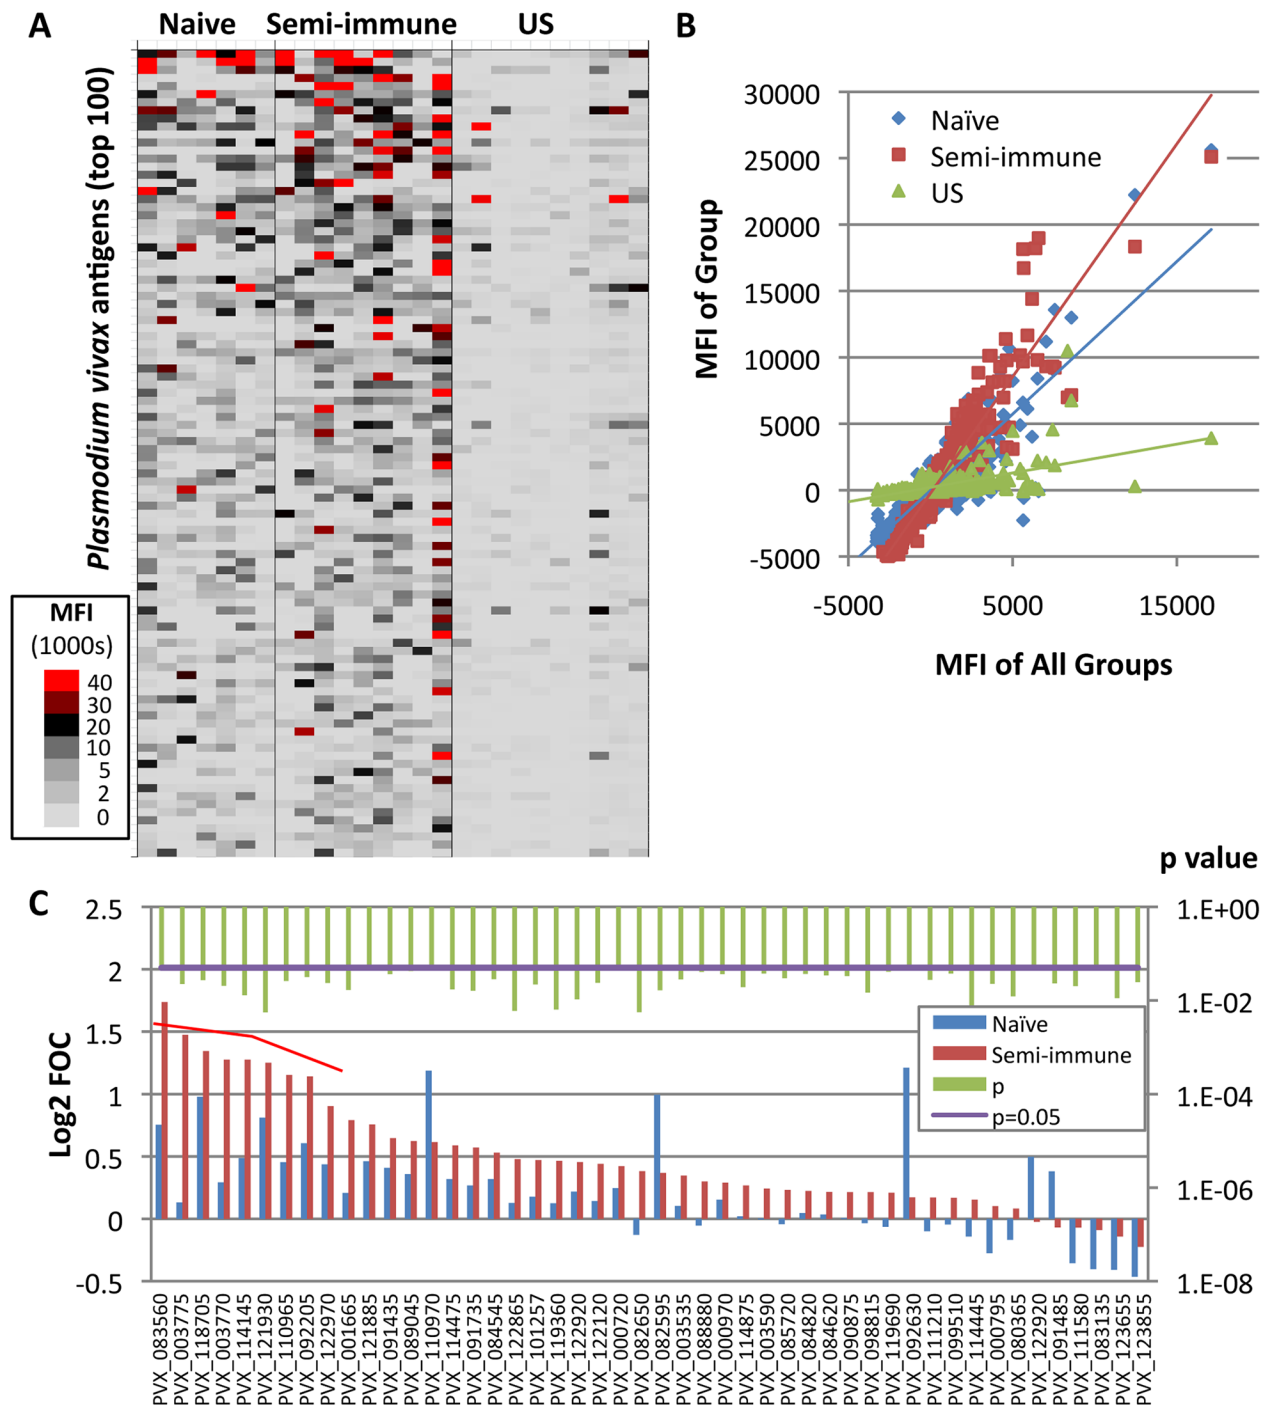 A
Naive
Semi-immune
US
Plasmodium vivax antigens (top 100)
MFI
(1000s)
40
30
20
10
5
2
0
B
30000
25000
20000
15000
10000
5000
0
-5000
MFI of Group
Naïve
Semi-immune
US
-5000
5000
15000
MFI of All Groups
C
p value
2.5
2
1.5
1
0.5
0
-0.5
Log2 FOC
1.E+00
1.E-02
1.E-04
1.E-06
1.E-08
Naïve
Semi-immune
p
p=0.05
PVX_083560
PVX_003775
PVX_118705
PVX_003770
PVX_114145
PVX_121930
PVX_110965
PVX_092205
PVX_122970
PVX_001665
PVX_121885
PVX_091435
PVX_089045
PVX_110970
PVX_114475
PVX_091735
PVX_084545
PVX_122865
PVX_101257
PVX_119360
PVX_122920
PVX_122120
PVX_000720
PVX_082650
PVX_082595
PVX_003535
PVX_088880
PVX_000970
PVX_114875
PVX_003590
PVX_085720
PVX_084820
PVX_084620
PVX_090875
PVX_098815
PVX_119690
PVX_092630
PVX_111210
PVX_099510
PVX_114445
PVX_000795
PVX_080365
PVX_122920
PVX_091485
PVX_111580
PVX_083135
PVX_123655
PVX_123855